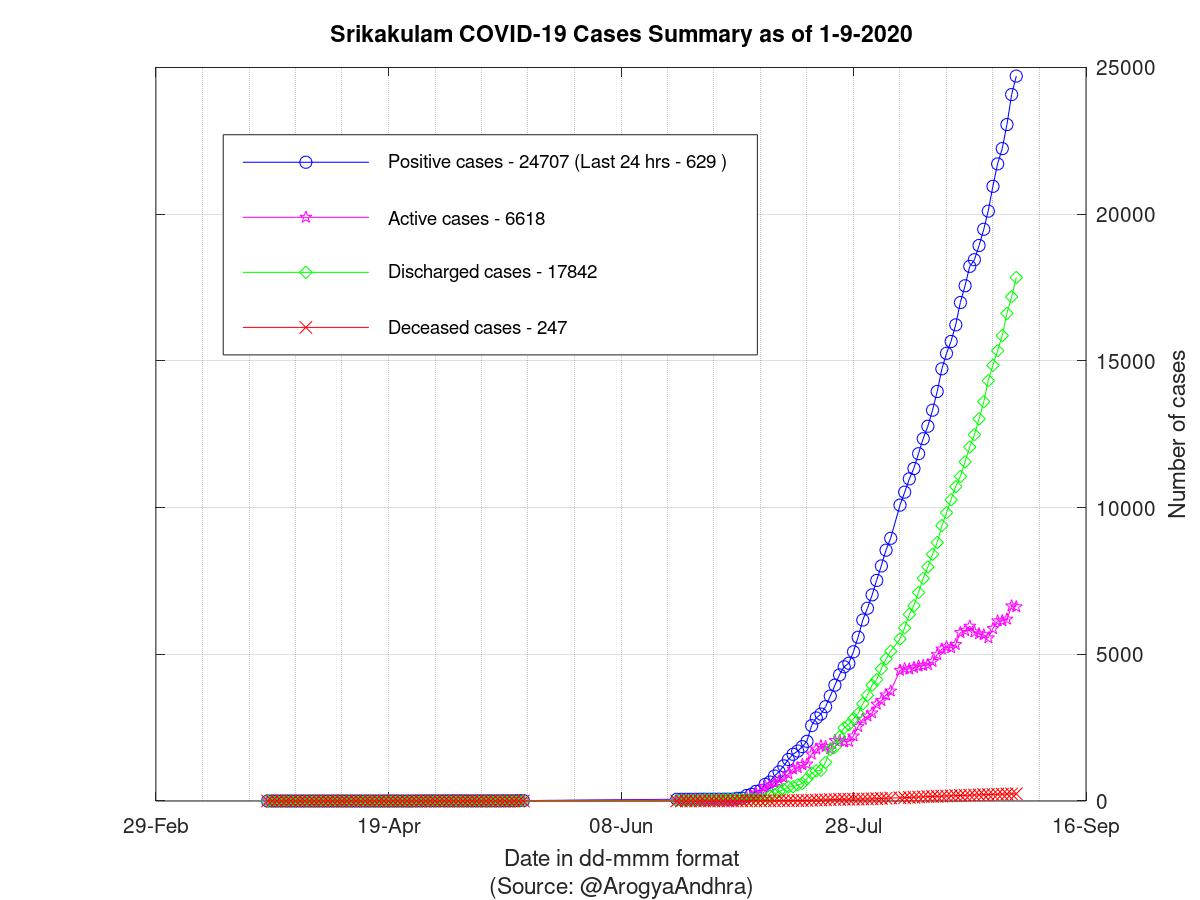 Srikakulam COVID-19 Cases Summary as of 1-9-2020
Positive cases - 24707 (Last 24 hrs - 629 )
Active cases - 6618
Discharged cases - 17842
Deceased cases - 247
25000
20000
15000
10000
5000
0
Number of cases
29-Feb
19-Apr
08-Jun
28-Jul
16-Sep
Date in dd-mmm format
(Source: @ArogyaAndhra)